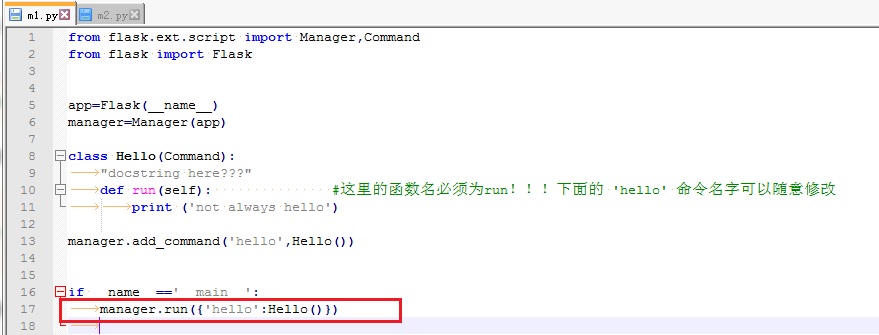 m1.py m2.py
1 from flask.ext.script import Manager,Command
2 from flask import Flask
3
4
5 app=Flask(__name__)
6 manager=Manager(app)
7
8 class Hello(Command):
9 "docstring here???"
10 def run(self): #这里的函数名必须为run!!!下面的 'hello' 命令名字可以随意修改
11 print ('not always hello')
12
13 manager.add_command('hello',Hello())
14
15
16 if __name__=='__main__':
17 manager.run({'hello':Hello()})
18